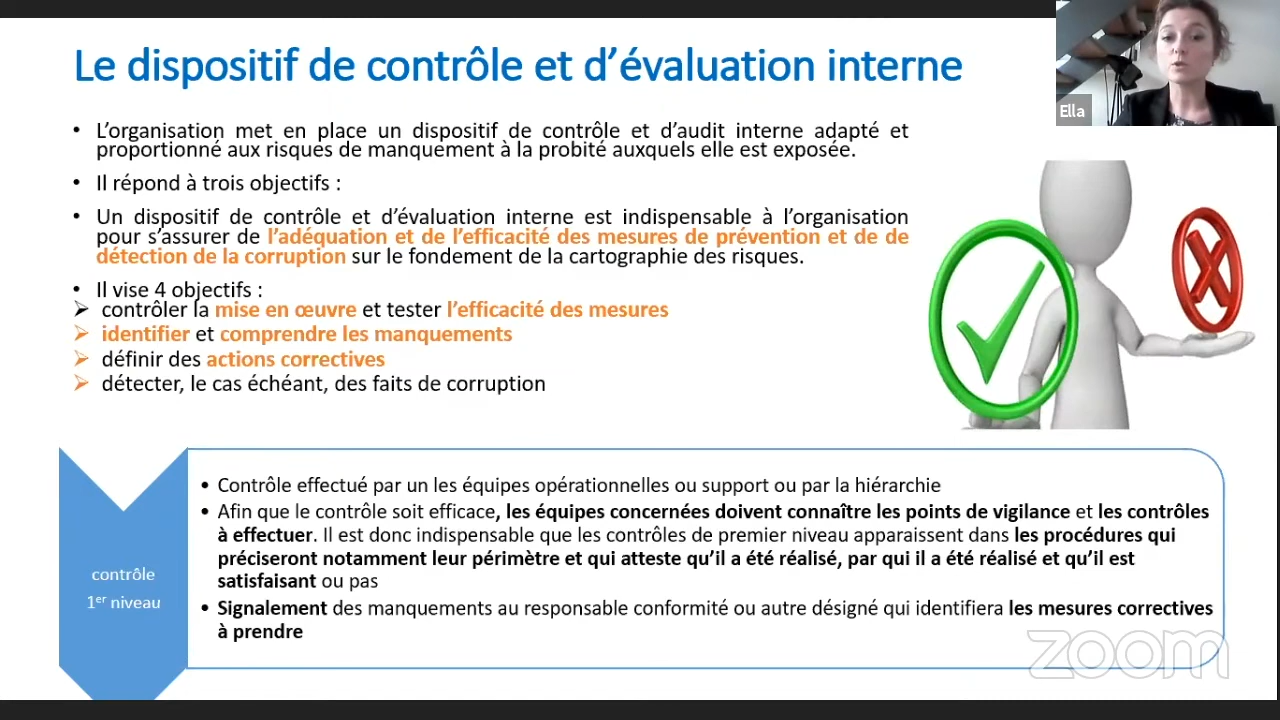 Le dispositif de contrôle et d’évaluation interne
Ella
• L’organisation met en place un dispositif de contrôle et d’audit interne adapté et
proportionné aux risques de manquement à la probité auxquels elle est exposée.
• Il répond à trois objectifs :
• Un dispositif de contrôle et d’évaluation interne est indispensable à l’organisation
pour s’assurer de l’adéquation et de l’efficacité des mesures de prévention et de de
détection de la corruption sur le fondement de la cartographie des risques.
• Il vise 4 objectifs :
➢ contrôler la mise en œuvre et tester l’efficacité des mesures
➢ identifier et comprendre les manquements
➢ définir des actions correctives
➢ détecter, le cas échéant, des faits de corruption
contrôle
1er niveau
• Contrôle effectué par un les équipes opérationnelles ou support ou par la hiérarchie
• Afin que le contrôle soit efficace, les équipes concernées doivent connaître les points de vigilance et les contrôles
à effectuer. Il est donc indispensable que les contrôles de premier niveau apparaissent dans les procédures qui
préciseront notamment leur périmètre et qui atteste qu’il a été réalisé, par qui il a été réalisé et qu’il est
satisfaisant ou pas
• Signalement des manquements au responsable conformité ou autre désigné qui identifiera les mesures correctives
à prendre
zoom